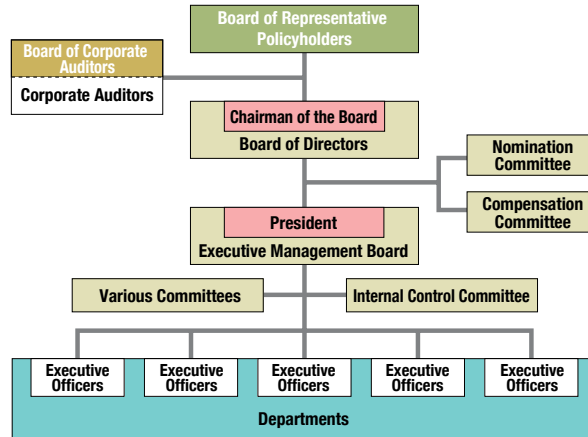 Board of Representative
Policyholders
Board of Corporate
Auditors
Corporate Auditors
Chairman of the Board
Board of Directors
Nomination
Committee
Compensation
Committee
President
Executive Management Board
Various Committees
Internal Control Committee
Executive
Officers
Executive
Officers
Executive
Officers
Executive
Officers
Executive
Officers
Departments